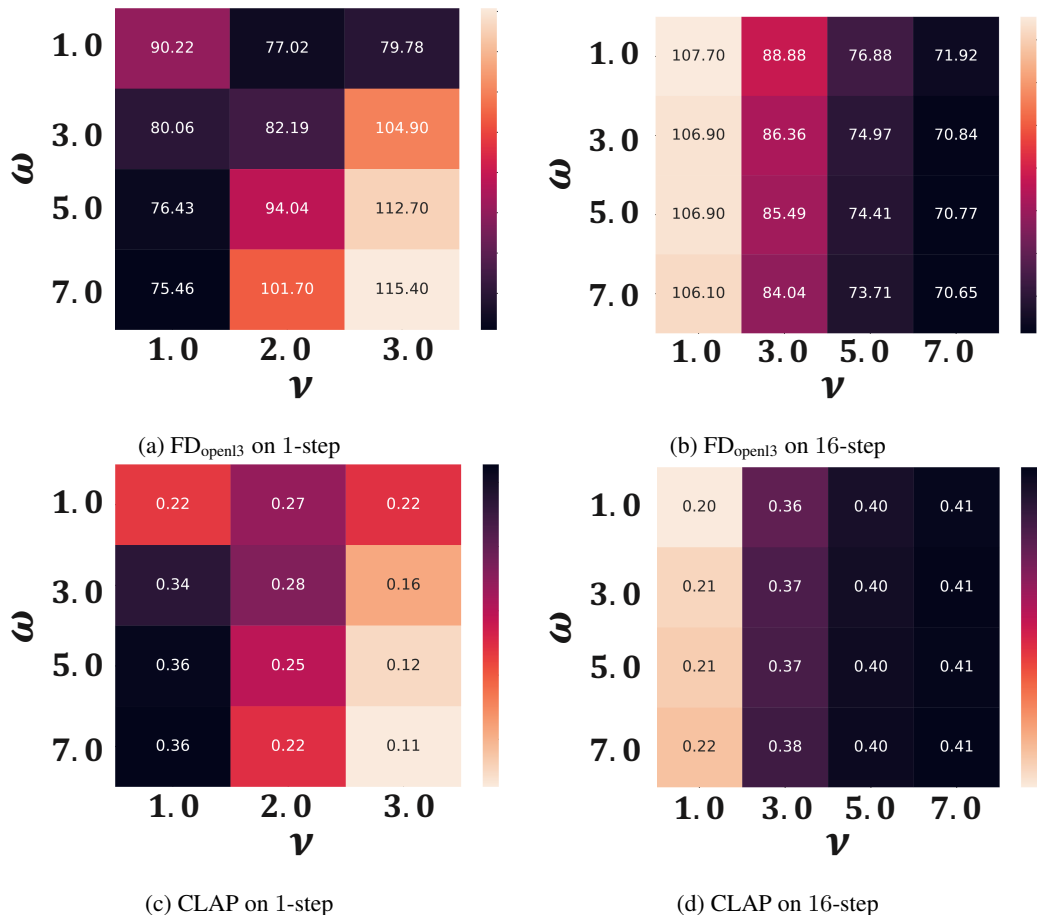 1.0 90.22 77.02 79.78
3.0 80.06 82.19 104.90
5.0 76.43 94.04 112.70
7.0 75.46 101.70 115.40
ω
1.0 2.0 3.0
ν
(a) FDopenl3 on 1-step
1.0 107.70 88.88 76.88 71.92
3.0 106.90 86.36 74.97 70.84
5.0 106.90 85.49 74.41 70.77
7.0 106.10 84.04 73.71 70.65
ω
1.0 3.0 5.0 7.0
ν
(b) FDopenl3 on 16-step
1.0 0.22 0.27 0.22
3.0 0.34 0.28 0.16
5.0 0.36 0.25 0.12
7.0 0.36 0.22 0.11
ω
1.0 2.0 3.0
ν
(c) CLAP on 1-step
1.0 0.20 0.36 0.40 0.41
3.0 0.21 0.37 0.40 0.41
5.0 0.21 0.37 0.40 0.41
7.0 0.22 0.38 0.40 0.41
ω
1.0 3.0 5.0 7.0
ν
(d) CLAP on 16-step